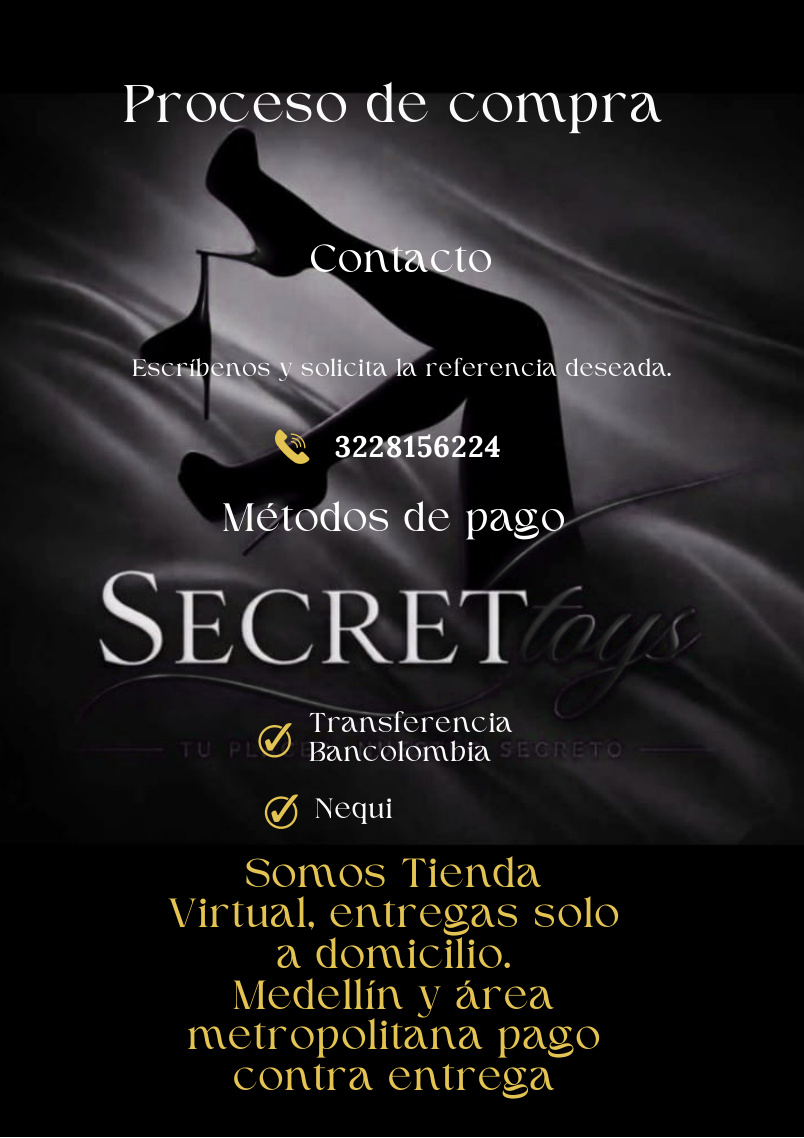 Proceso de compra
Contacto
Escríbenos y solicita la referencia deseada.
3228156224
Métodos de pago
SECRET toys
Transferencia
Bancolombia
TU SECRETO
Nequi
Somos Tienda
Virtual, entregas solo
a domicilio.
Medellín y área
metropolitana pago
contra entrega